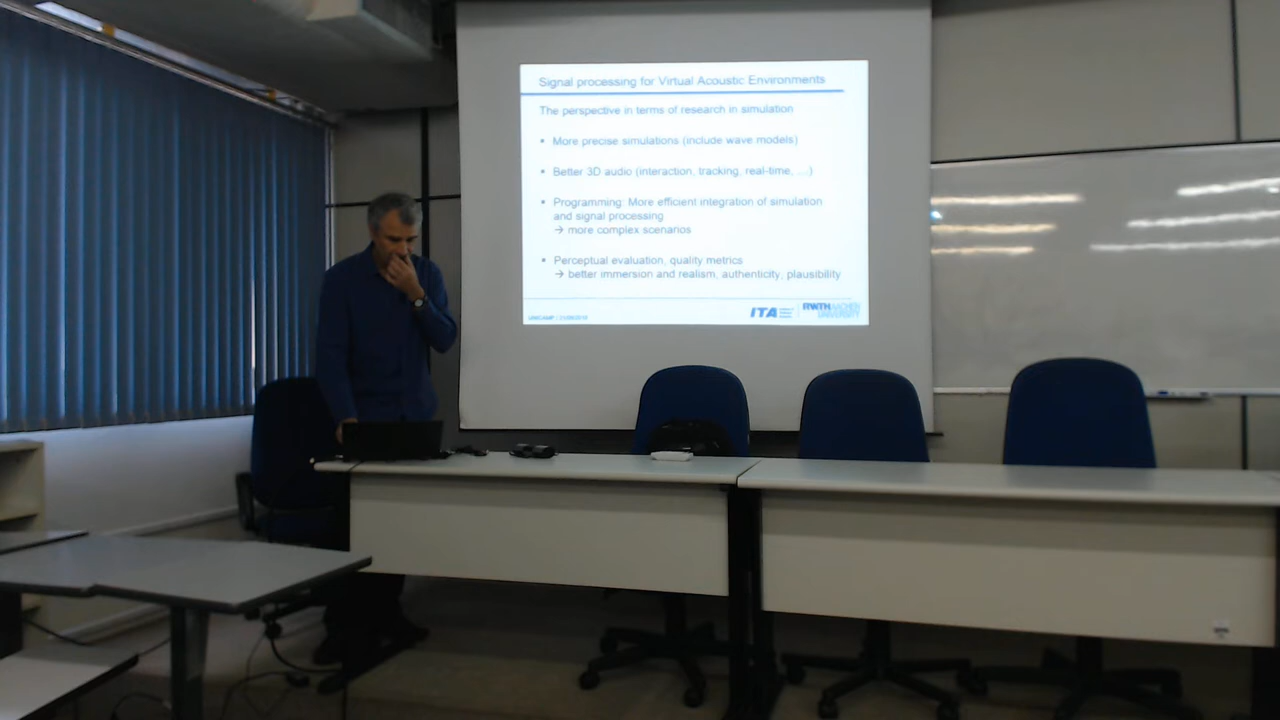 Signal processing for Virtual Acoustic Environments
The perspective in terms of research in simulation
▪ More precise simulations (include wave models)
▪ Better 3D audio (interaction, tracking, real-time, ...)
▪ Programming: More efficient integration of simulation
and signal processing
→ more complex scenarios
▪ Perceptual evaluation, quality metrics
→ better immersion and realism, authenticity, plausibility
UNICAMP |
ITA
RWTH AACHEN
UNIVERSITY